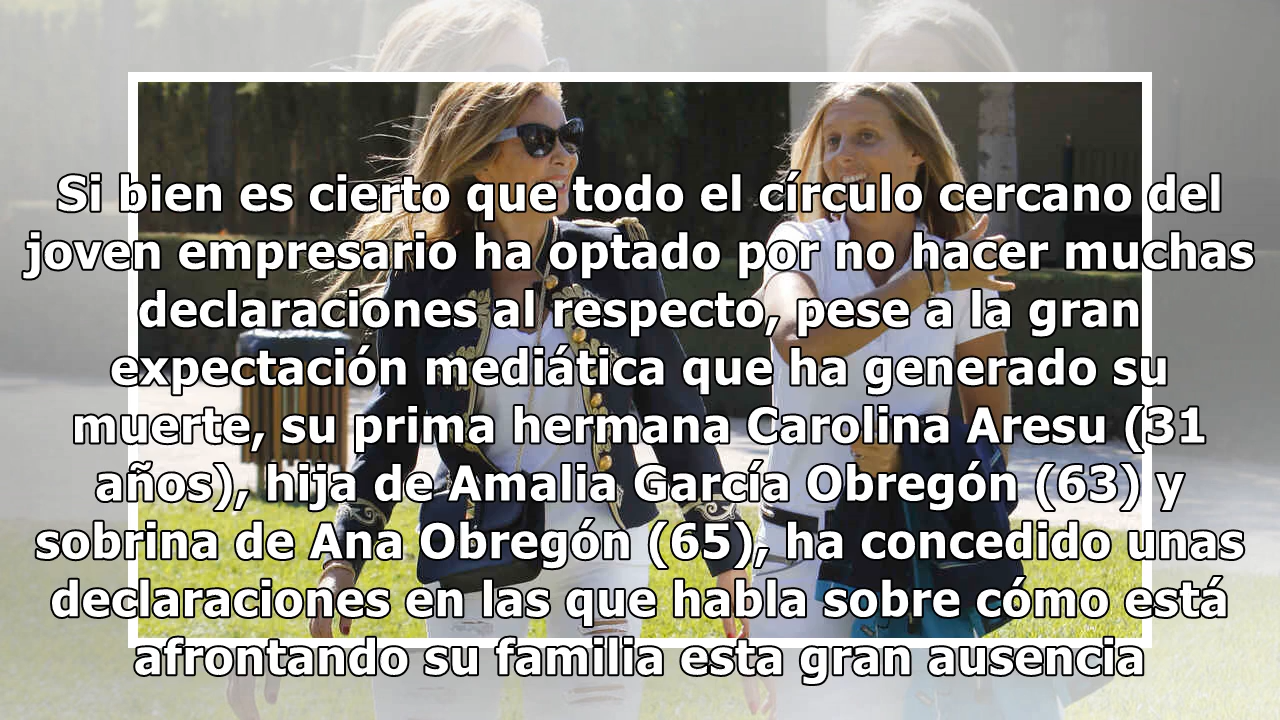 Si bien es cierto que todo el círculo cercano del
joven empresario ha optado por no hacer muchas
declaraciones al respecto, pese a la gran
expectación mediática que ha generado su
muerte, su prima hermana Carolina Aresu (31
años), hija de Amalia García Obregón (63) y
sobrina de Ana Obregón (65), ha concedido unas
declaraciones en las que habla sobre cómo está
afrontando su familia esta gran ausencia